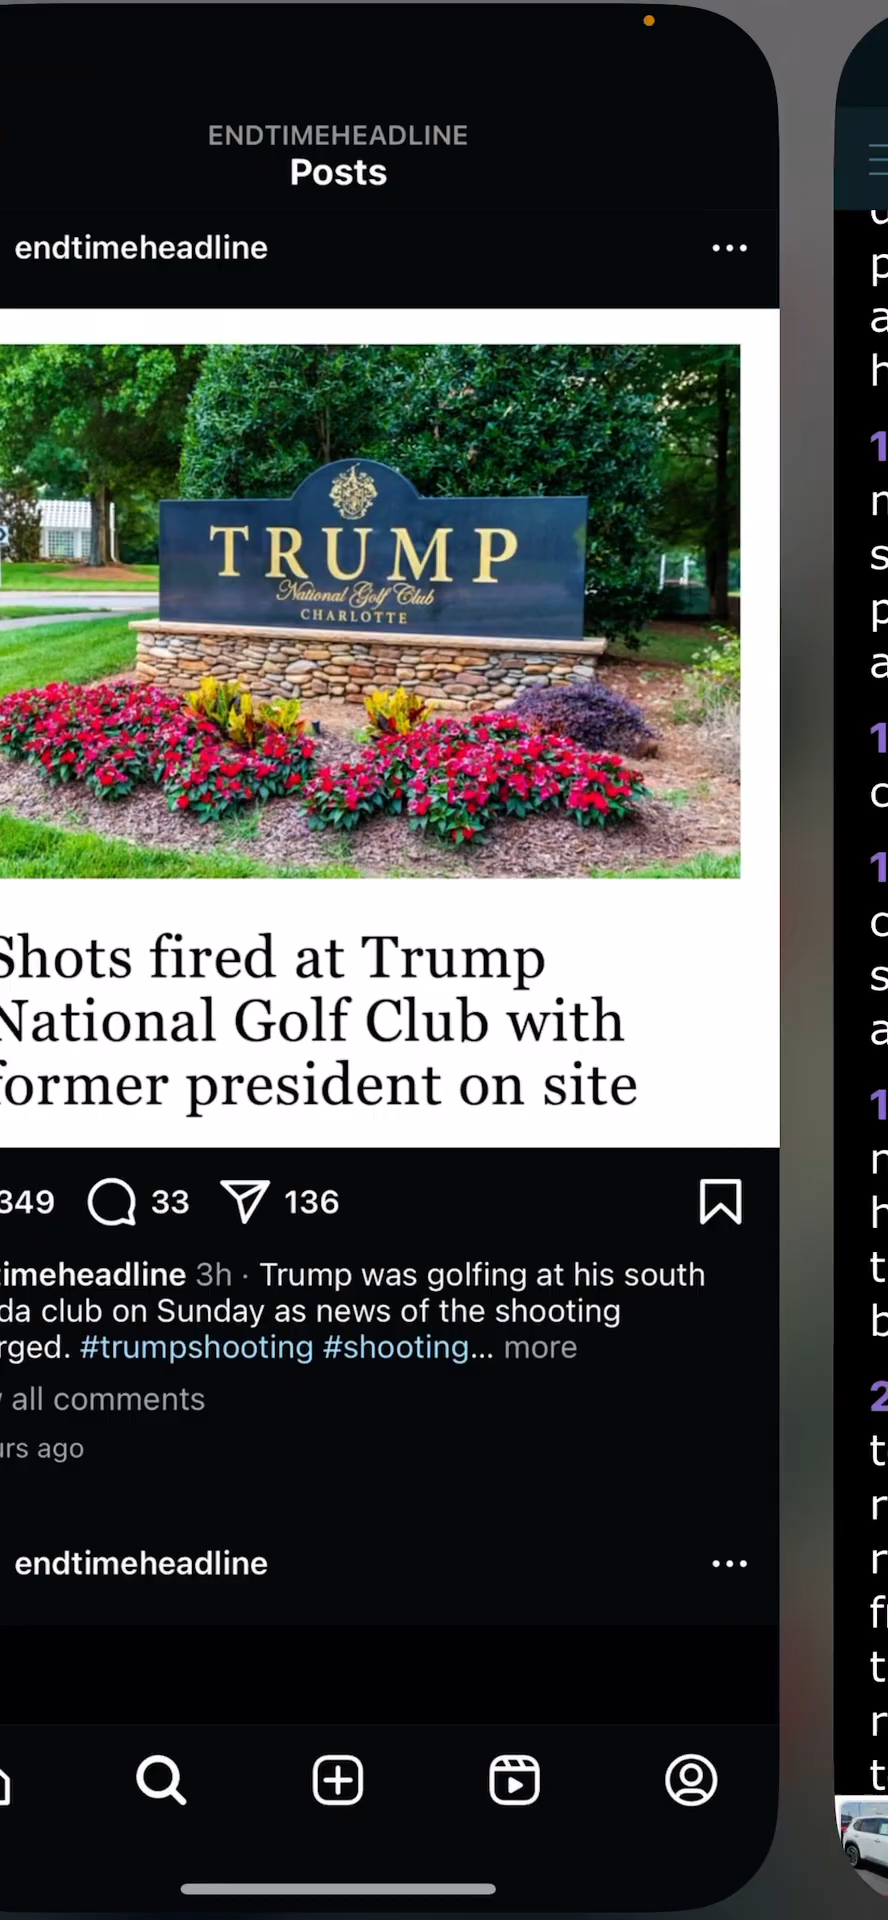 ENDTIMEHEADLINE
Posts
endtimeheadline
TRUMP
National Golf Club
CHARLOTTE
Shots fired at Trump
National Golf Club with
former president on site
349 33 136
timeheadline 3h · Trump was golfing at his south
da club on Sunday as news of the shooting
rged. #trumpshooting #shooting... more
all comments
urs ago
endtimeheadline